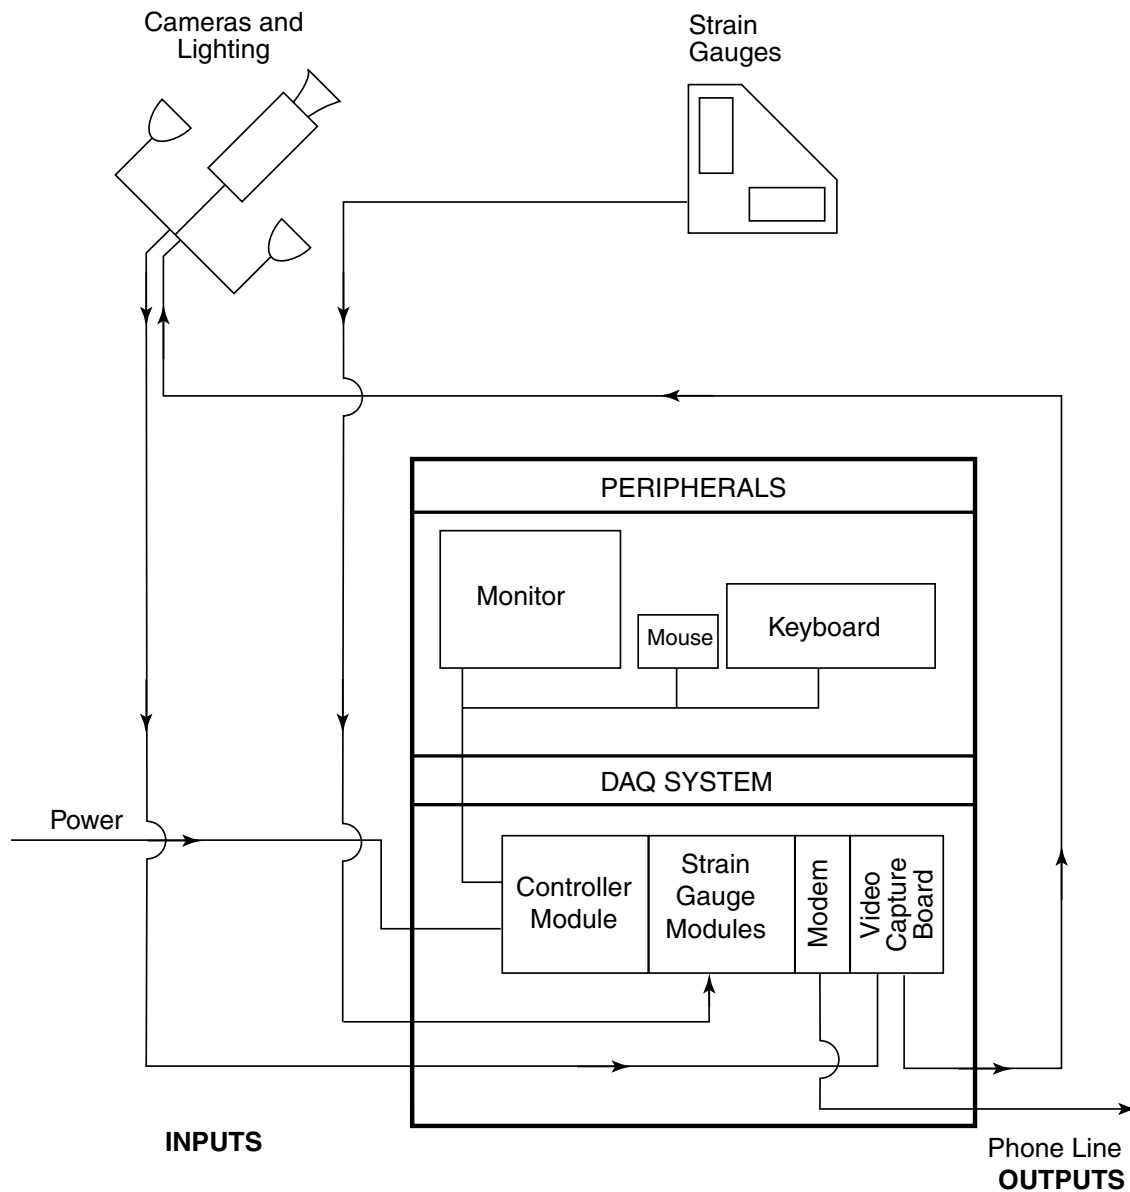 Cameras and
Lighting
Strain
Gauges
PERIPHERALS
Monitor
Mouse
Keyboard
DAQ SYSTEM
Power
Controller
Module
Strain
Gauge
Modules
Modem
Video
Capture
Board
INPUTS
Phone Line
OUTPUTS